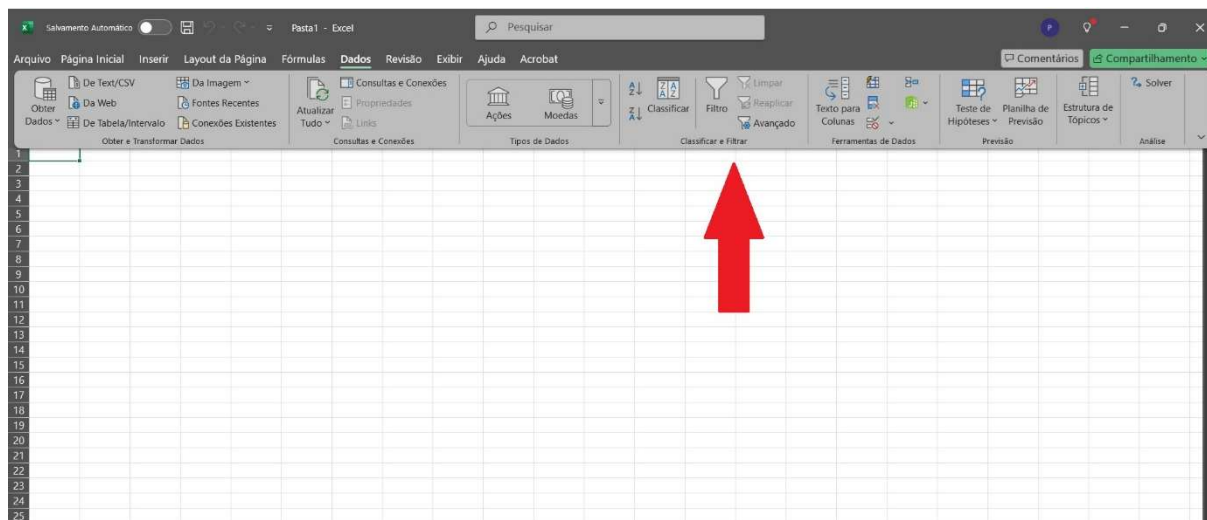 Salvamento Automático Pasta1 - Excel Pesquisar P
Arquivo Página Inicial Inserir Layout da Página Fórmulas Dados Revisão Exibir Ajuda Acrobat Comentários Compartilhamento
Obter Dados
De Text/CSV
Da Web
De Tabela/Intervalo
Da Imagem
Fontes Recentes
Conexões Existentes
Obter e Transformar Dados
Atualizar Tudo
Consultas e Conexões
Propriedades
Links
Consultas e Conexões
Ações
Moedas
Tipos de Dados
Classificar
Filtro
Limpar
Reaplicar
Avançado
Classificar e Filtrar
Texto para Colunas
Ferramentas de Dados
Teste de Hipóteses
Planilha de Previsão
Previsão
Estrutura de Tópicos
Solver
Análise
1
2
3
4
5
6
7
8
9
10
11
12
13
14
15
16
17
18
19
20
21
22
23
24
25